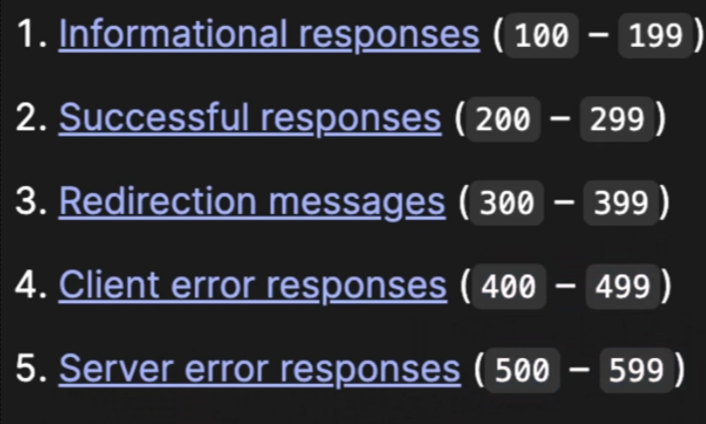 1. Informational responses (100 – 199)
2. Successful responses (200 – 299)
3. Redirection messages (300 – 399)
4. Client error responses (400 – 499)
5. Server error responses (500 – 599)